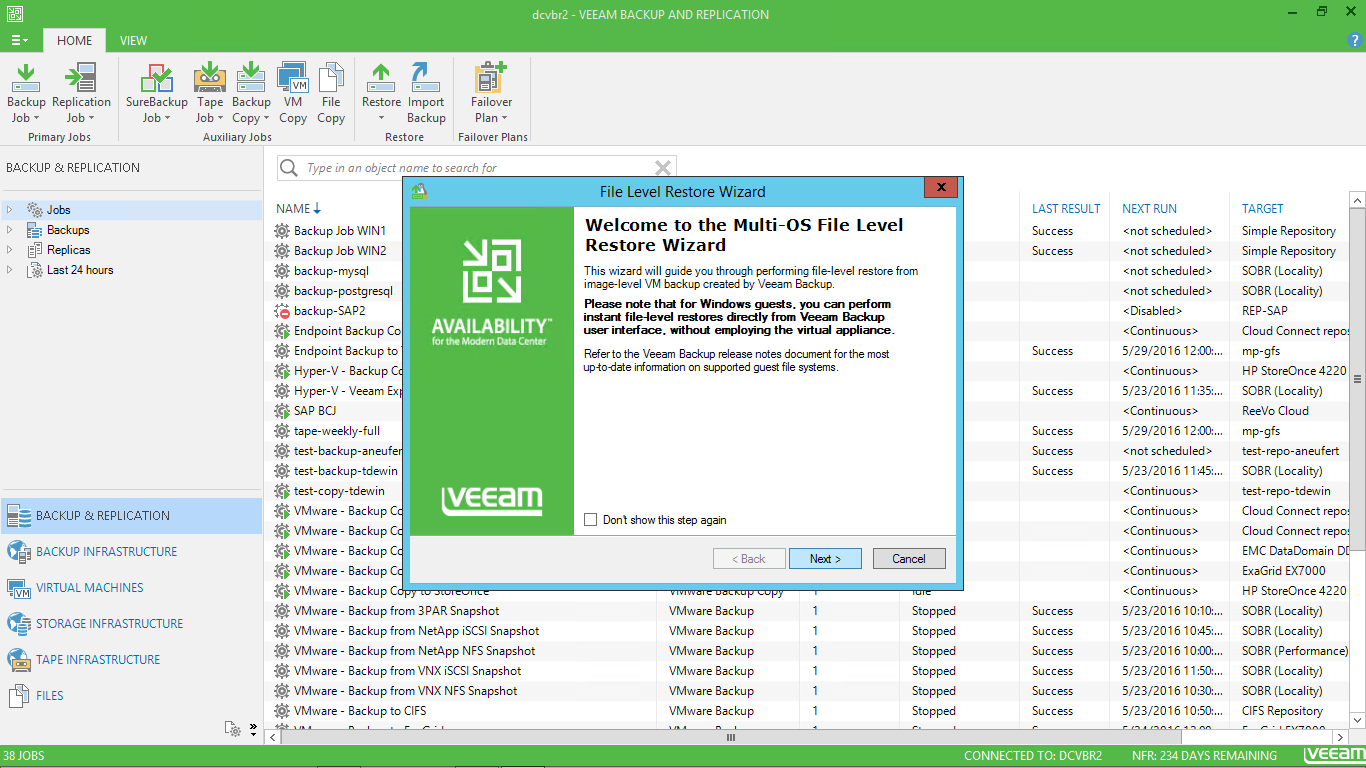 dcvbr2 - VEEAM BACKUP AND REPLICATION
HOME VIEW
Backup Job
Replication Job
Primary Jobs
SureBackup Job
Tape Job
Backup Copy
VM Copy
File Copy
Auxiliary Jobs
Restore
Import Backup
Restore
Failover Plan
Failover Plans
BACKUP & REPLICATION
Jobs
Backups
Replicas
Last 24 hours
BACKUP & REPLICATION
BACKUP INFRASTRUCTURE
VIRTUAL MACHINES
STORAGE INFRASTRUCTURE
TAPE INFRASTRUCTURE
FILES
Type in an object name to search for
NAME LAST RESULT NEXT RUN TARGET
Backup Job WIN1 Success <not scheduled> Simple Repository
Backup Job WIN2 Success <not scheduled> Simple Repository
backup-mysql <not scheduled> SOBR (Locality)
backup-postgresql <not scheduled> SOBR (Locality)
backup-SAP2 <Disabled> REP-SAP
Endpoint Backup Co <Continuous> Cloud Connect repos
Endpoint Backup to Success 5/29/2016 12:00:... mp-gfs
Hyper-V - Backup Co <Continuous> HP StoreOnce 4220
Hyper-V - Veeam Exp Success 5/23/2016 11:35:... SOBR (Locality)
SAP BCJ <Continuous> ReeVo Cloud
tape-weekly-full Success 5/29/2016 12:00:... mp-gfs
test-backup-aneufer Success <not scheduled> test-repo-aneufert
test-backup-tdewin Success 5/23/2016 11:45:... SOBR (Locality)
test-copy-tdewin <Continuous> test-repo-tdewin
VMware - Backup Co <Continuous> Cloud Connect repos
VMware - Backup Co <Continuous> Cloud Connect repos
VMware - Backup Co <Continuous> EMC DataDomain DD
VMware - Backup Co <Continuous> ExaGrid EX7000
VMware - Backup Copy to StoreOnce VMware Backup Copy 1 Idle <Continuous> HP StoreOnce 4220
VMware - Backup from 3PAR Snapshot VMware Backup 1 Stopped Success 5/23/2016 10:10:... SOBR (Locality)
VMware - Backup from NetApp iSCSI Snapshot VMware Backup 1 Stopped Success 5/23/2016 10:45:... SOBR (Locality)
VMware - Backup from NetApp NFS Snapshot VMware Backup 1 Stopped Success 5/23/2016 10:00:... SOBR (Performance)
VMware - Backup from VNX iSCSI Snapshot VMware Backup 1 Stopped Success 5/23/2016 11:50:... SOBR (Locality)
VMware - Backup from VNX NFS Snapshot VMware Backup 1 Stopped Success 5/23/2016 10:30:... SOBR (Locality)
VMware - Backup to CIFS VMware Backup 1 Stopped Success 5/23/2016 10:50:... CIFS Repository
File Level Restore Wizard
AVAILABILITY™
for the Modern Data Center
veeam
Welcome to the Multi-OS File Level
Restore Wizard
This wizard will guide you through performing file-level restore from
image-level VM backup created by Veeam Backup.
Please note that for Windows guests, you can perform
instant file-level restores directly from Veeam Backup
user interface, without employing the virtual appliance.
Refer to the Veeam Backup release notes document for the most
up-to-date information on supported guest file systems.
Don't show this step again
< Back Next > Cancel
38 JOBS CONNECTED TO: DCVBR2 NFR: 234 DAYS REMAINING veeam